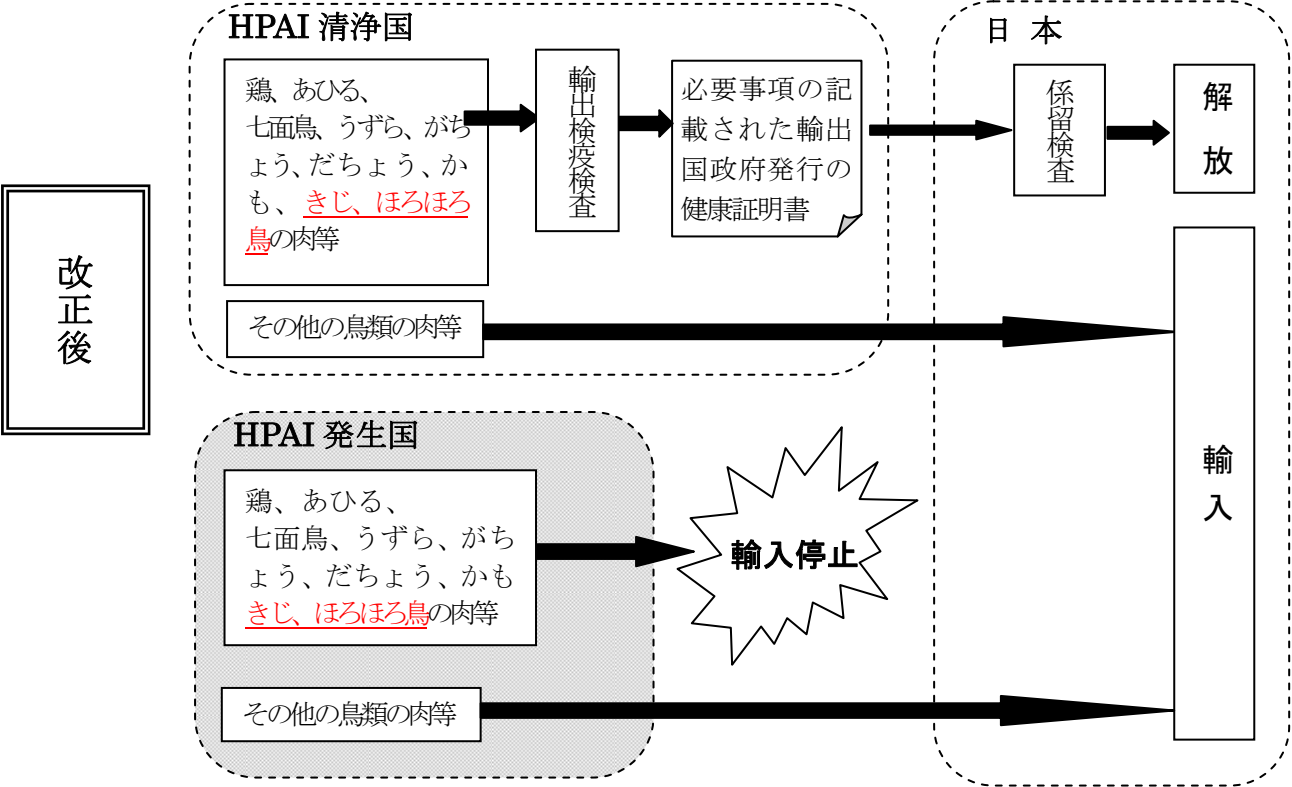 改正後
HPAI 清浄国
鶏、あひる、
七面鳥、うずら、がち
ょう、だちょう、か
も、きじ、ほろほろ
鳥の肉等
輸出検疫検査
必要事項の記
載された輸出
国政府発行の
健康証明書
その他の鳥類の肉等
日本
係留検査
解放
輸入
HPAI 発生国
鶏、あひる、
七面鳥、うずら、がち
ょう、だちょう、かも
きじ、ほろほろ鳥の肉等
輸入停止
その他の鳥類の肉等